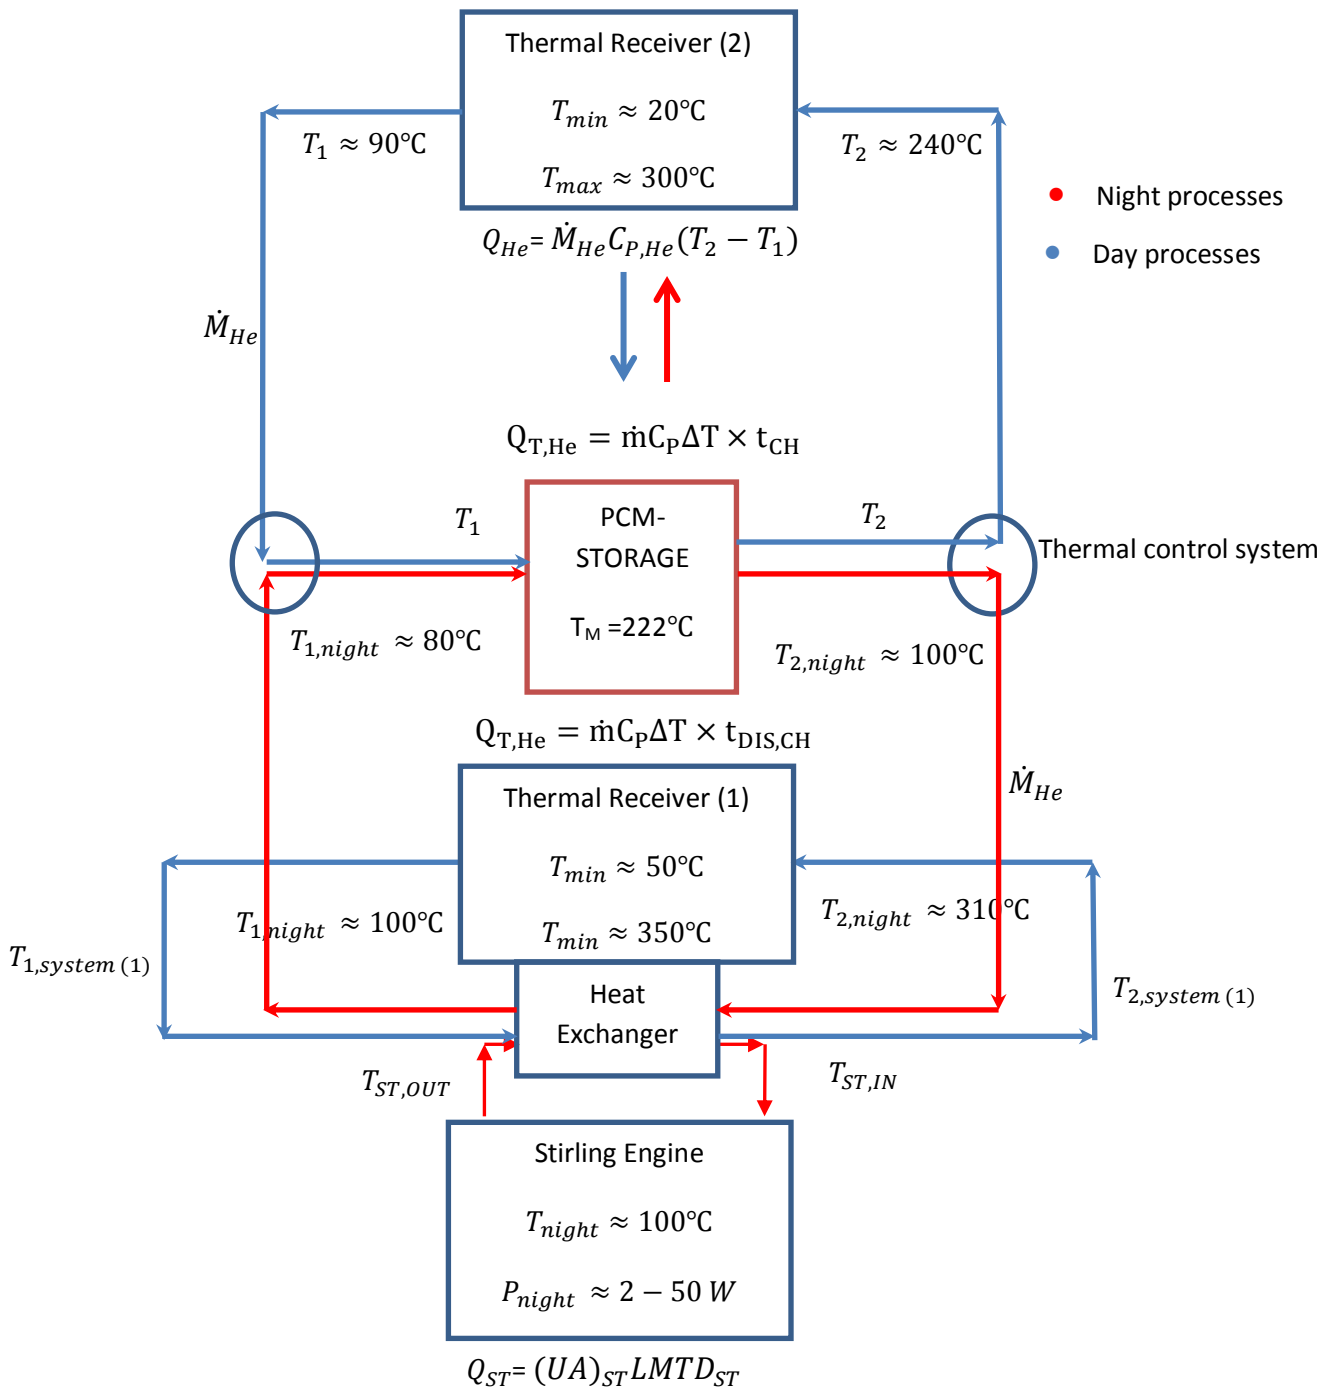 Thermal Receiver (2)
T_min ≈ 20℃
T_max ≈ 300℃
T_1 ≈ 90℃
T_2 ≈ 240℃
Night processes
Day processes
Q_He = Ṁ_He C_P,He (T_2 − T_1)
Ṁ_He
Q_T,He = ṁC_PΔT × t_CH
T_1
PCM-
STORAGE
T_M =222℃
T_2
Thermal control system
T_1,night ≈ 80℃
T_2,night ≈ 100℃
Q_T,He = ṁC_PΔT × t_DIS,CH
Ṁ_He
Thermal Receiver (1)
T_min ≈ 50℃
T_min ≈ 350℃
T_1,night ≈ 100℃
T_2,night ≈ 310℃
T_1,system (1)
T_2,system (1)
Heat
Exchanger
T_ST,OUT
T_ST,IN
Stirling Engine
T_night ≈ 100℃
P_night ≈ 2 − 50 W
Q_ST = (UA)_ST LMTD_ST